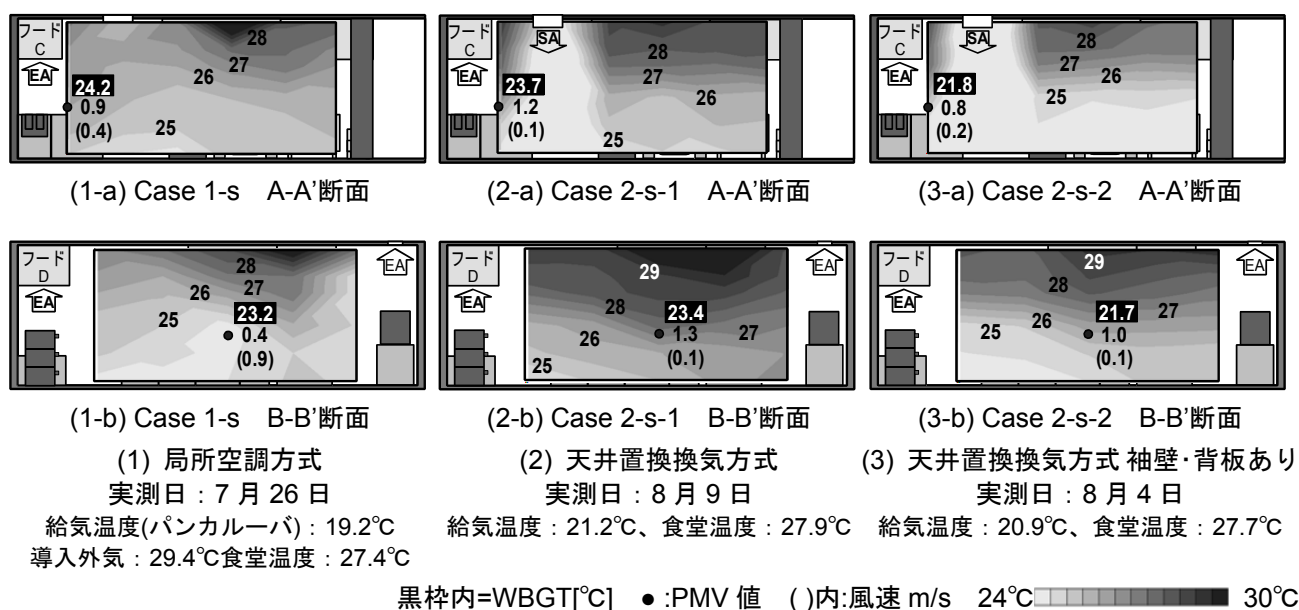 フード
C
EA
28
27
26
24.2
0.9
(0.4)
25
(1-a) Case 1-s A-A'断面
フード
C
EA
SA
28
27
26
23.7
1.2
(0.1)
25
(2-a) Case 2-s-1 A-A'断面
フード
C
EA
SA
28
27
26
25
21.8
0.8
(0.2)
(3-a) Case 2-s-2 A-A'断面
フード
D
EA
28
27
26
25
23.2
0.4
(0.9)
EA
(1-b) Case 1-s B-B'断面
フード
D
EA
29
28
23.4
1.3
(0.1)
26
27
25
EA
(2-b) Case 2-s-1 B-B'断面
フード
D
EA
29
28
21.7
27
26
25
1.0
(0.1)
EA
(3-b) Case 2-s-2 B-B'断面
(1) 局所空調方式
実測日：7月26日
給気温度(パンカルーバ)：19.2℃
導入外気：29.4℃食堂温度：27.4℃
(2) 天井置換換気方式
実測日：8月9日
給気温度：21.2℃、食堂温度：27.9℃
(3) 天井置換換気方式 袖壁･背板あり
実測日：8月4日
給気温度：20.9℃、食堂温度：27.7℃
黒枠内=WBGT[℃] ●:PMV値 ( )内:風速 m/s 24℃ 30℃